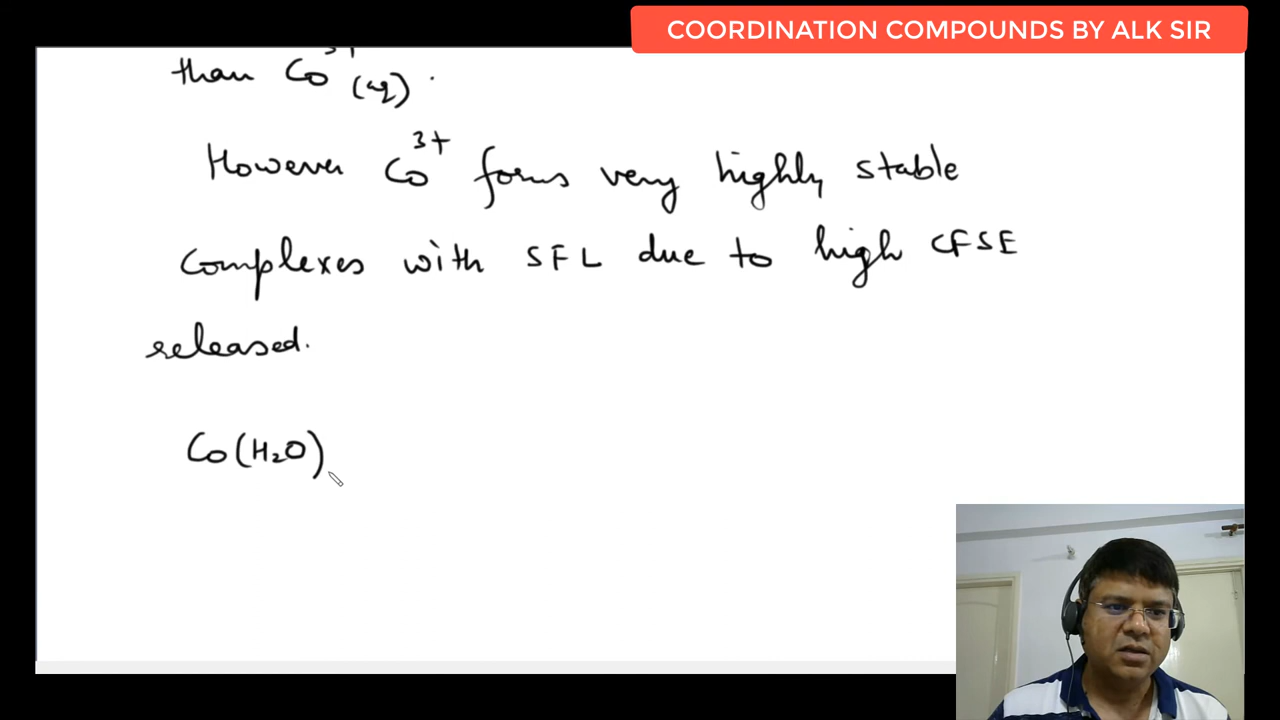 COORDINATION COMPOUNDS BY ALK SIR
than Co3+(aq).
However Co3+ forms very highly stable
complexes with SFL due to high CFSE
released.
Co(H2O)